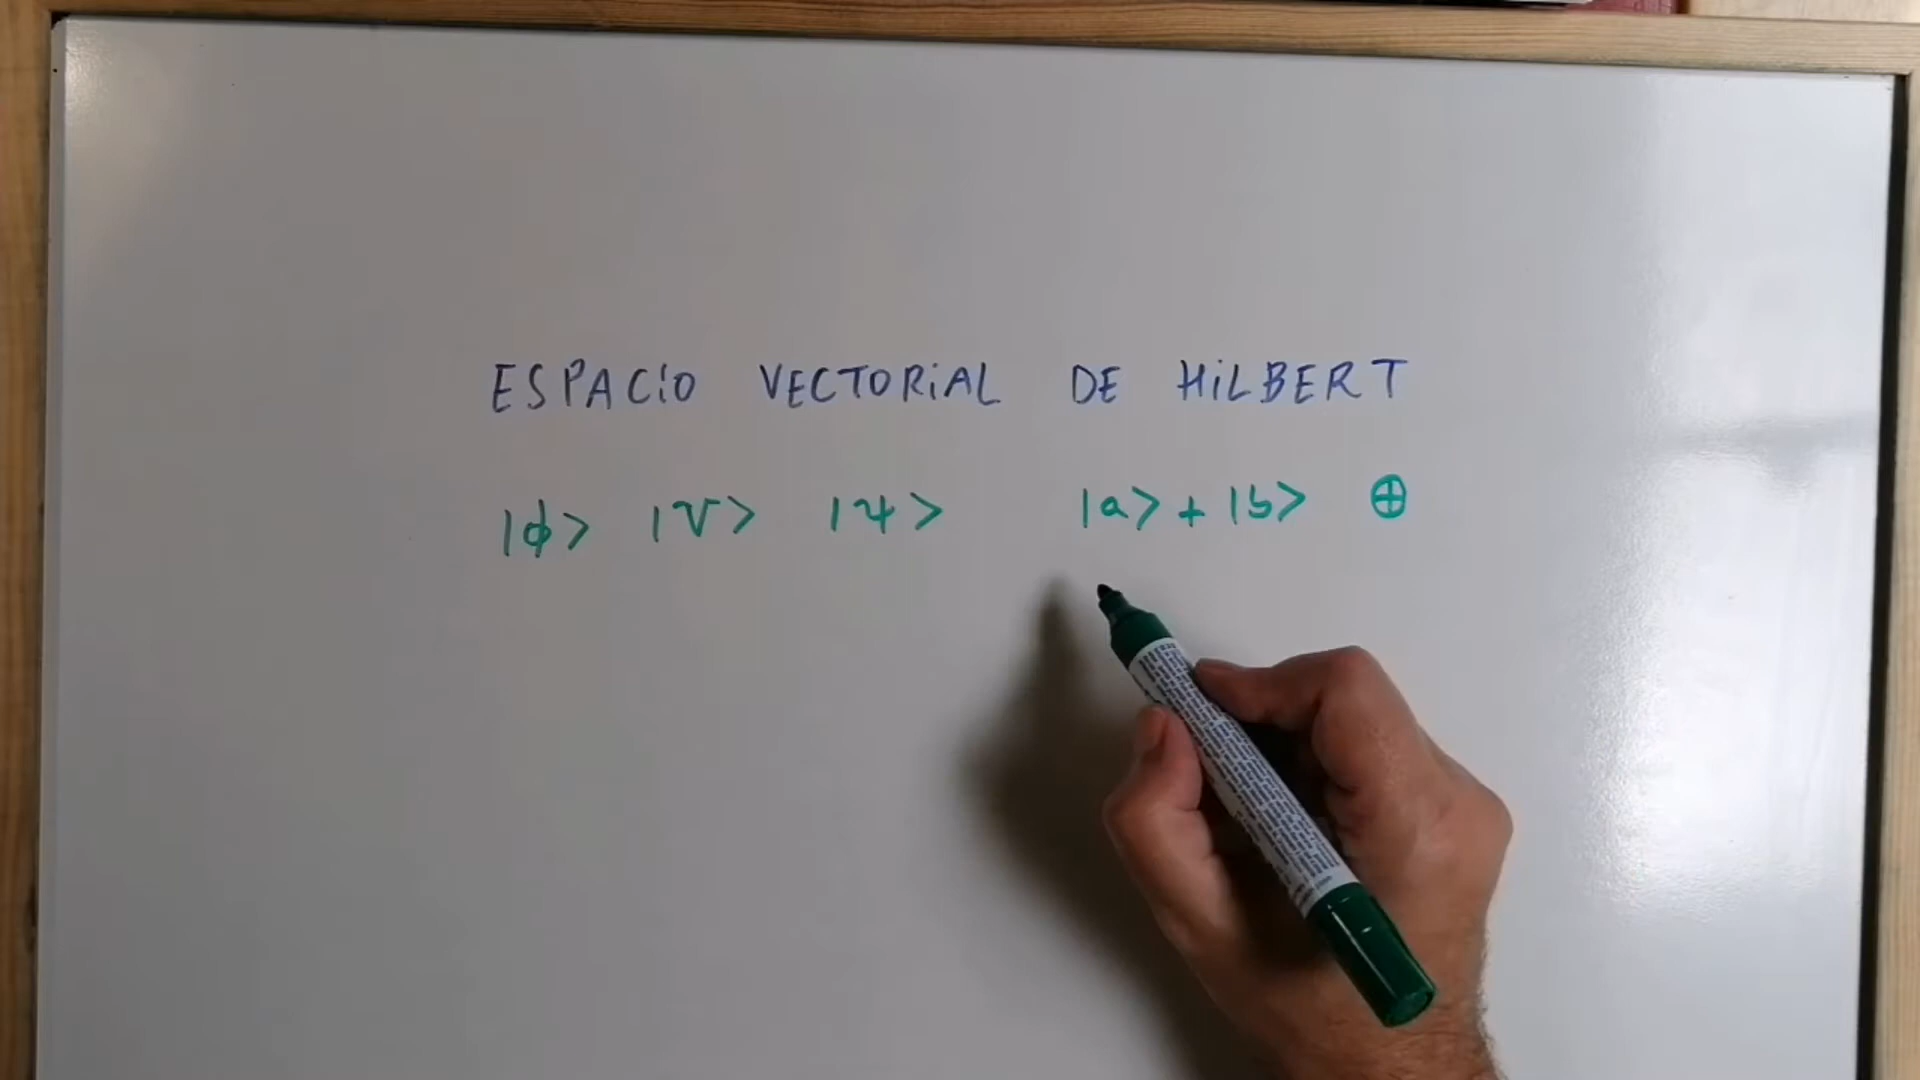 ESPACIO VECTORIAL DE HILBERT
|ϕ> |V> |ψ> |a>+|b> ⊕